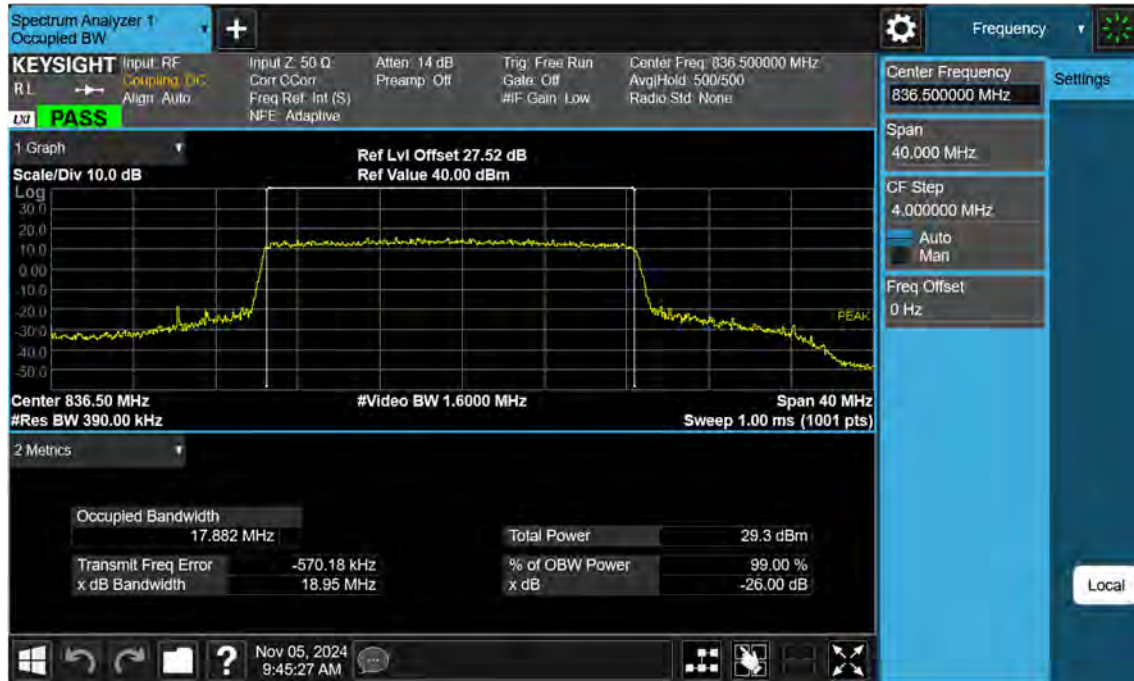 Spectrum Analyzer 1
Occupied BW
Frequency
KEYSIGHT
RL
LXI
PASS
Input: RF
Coupling: DC
Align: Auto
Input Z: 50 Ω
Corr CCorr
Freq Ref: Int (S)
NFE: Adaptive
Atten: 14 dB
Preamp: Off
Trig: Free Run
Gate: Off
#IF Gain: Low
Center Freq: 836.500000 MHz
Avg|Hold: 500/500
Radio Std: None
Center Frequency
836.500000 MHz
Settings
Span
40.000 MHz
CF Step
4.000000 MHz
Auto
Man
Freq Offset
0 Hz
1 Graph
Scale/Div 10.0 dB
Ref Lvl Offset 27.52 dB
Ref Value 40.00 dBm
Log
30.0
20.0
10.0
0.00
-10.0
-20.0
-30.0
-40.0
-50.0
PEAK
Center 836.50 MHz
#Video BW 1.6000 MHz
Span 40 MHz
#Res BW 390.00 kHz
Sweep 1.00 ms (1001 pts)
2 Metrics
Occupied Bandwidth
17.882 MHz
Total Power
29.3 dBm
Transmit Freq Error
-570.18 kHz
% of OBW Power
99.00 %
x dB Bandwidth
18.95 MHz
x dB
-26.00 dB
Local
?
Nov 05, 2024
9:45:27 AM